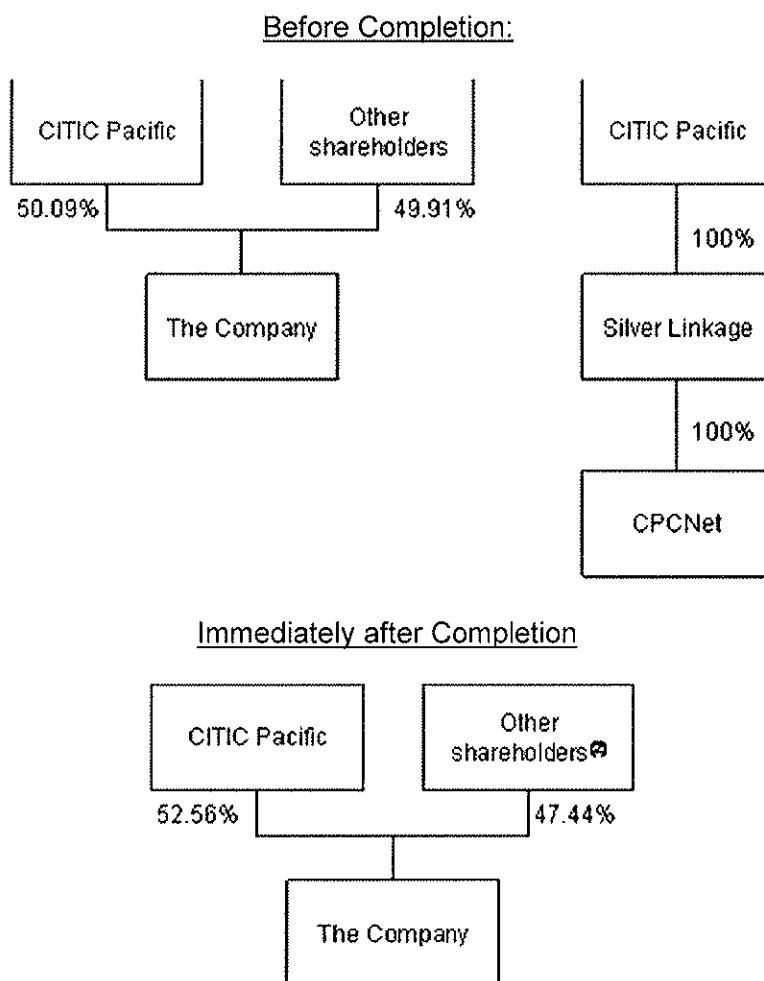 Before Completion:
CITIC Pacific
Other
shareholders
CITIC Pacific
50.09%
49.91%
100%
The Company
Silver Linkage
100%
CPCNet
Immediately after Completion
CITIC Pacific
Other
shareholders
52.56%
47.44%
The Company